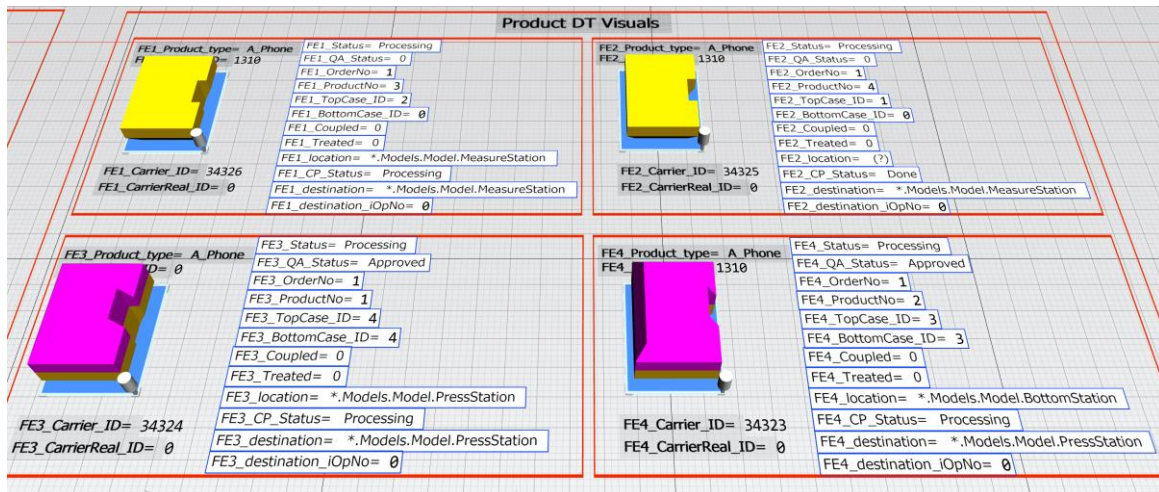 Product DT Visuals
FE1_Product_type= A_Phone
1310
FE1_Status= Processing
FE1_QA_Status= 0
FE1_OrderNo= 1
FE1_ProductNo= 3
FE1_TopCase_ID= 2
FE1_BottomCase_ID= 0
FE1_Coupled= 0
FE1_Treated= 0
FE1_location= *.Models.Model.MeasureStation
FE1_CP_Status= Processing
FE1_destination= *.Models.Model.MeasureStation
FE1_destination_iOpNo= 0
FE1_Carrier_ID= 34326
FE1_CarrierReal_ID= 0
FE2_Product_type= A_Phone
FE2_ 1310
FE2_Status= Processing
FE2_QA_Status= 0
FE2_OrderNo= 1
FE2_ProductNo= 4
FE2_TopCase_ID= 1
FE2_BottomCase_ID= 0
FE2_Coupled= 0
FE2_Treated= 0
FE2_location= (?)
FE2_CP_Status= Done
FE2_destination= *.Models.Model.MeasureStation
FE2_destination_iOpNo= 0
FE2_Carrier_ID= 34325
FE2_CarrierReal_ID= 0
FE3_Product_type= A_Phone
ID= 0
FE3_Status= Processing
FE3_QA_Status= Approved
FE3_OrderNo= 1
FE3_ProductNo= 1
FE3_TopCase_ID= 4
FE3_BottomCase_ID= 4
FE3_Coupled= 0
FE3_Treated= 0
FE3_location= *.Models.Model.PressStation
FE3_CP_Status= Processing
FE3_destination= *.Models.Model.PressStation
FE3_destination_iOpNo= 0
FE3_Carrier_ID= 34324
FE3_CarrierReal_ID= 0
FE4_Product_type= A_Phone
FE4_ 1310
FE4_Status= Processing
FE4_QA_Status= Approved
FE4_OrderNo= 1
FE4_ProductNo= 2
FE4_TopCase_ID= 3
FE4_BottomCase_ID= 3
FE4_Coupled= 0
FE4_Treated= 0
FE4_location= *.Models.Model.BottomStation
FE4_CP_Status= Processing
FE4_destination= *.Models.Model.PressStation
FE4_destination_iOpNo= 0
FE4_Carrier_ID= 34323
FE4_CarrierReal_ID= 0